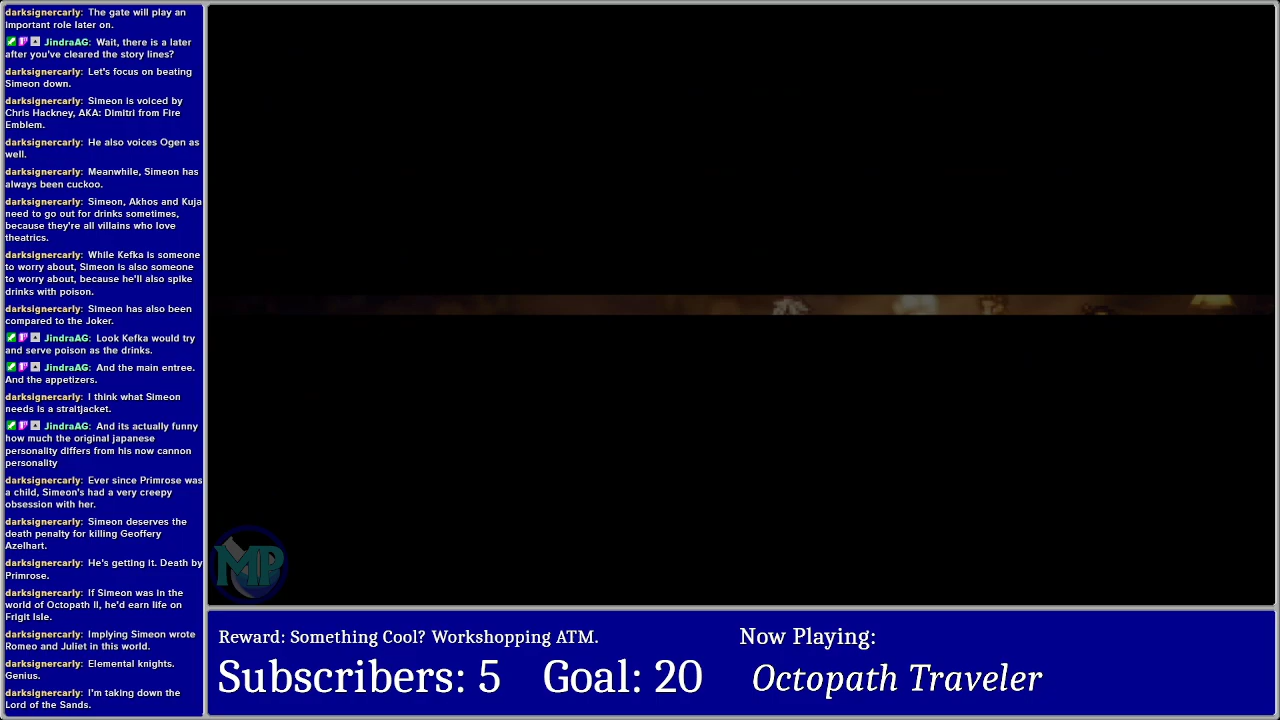 darksignercarly: The gate will play an
important role later on.
JindraAG: Wait, there is a later
after you've cleared the story lines?
darksignercarly: Let's focus on beating
Simeon down.
darksignercarly: Simeon is voiced by
Chris Hackney, AKA: Dimitri from Fire
Emblem.
darksignercarly: He also voices Ogen as
well.
darksignercarly: Meanwhile, Simeon has
always been cuckoo.
darksignercarly: Simeon, Akhos and Kuja
need to go out for drinks sometimes,
because they're all villains who love
theatrics.
darksignercarly: While Kefka is someone
to worry about, Simeon is also someone
to worry about, because he'll also spike
drinks with poison.
darksignercarly: Simeon has also been
compared to the Joker.
JindraAG: Look Kefka would try
and serve poison as the drinks.
JindraAG: And the main entree.
And the appetizers.
darksignercarly: I think what Simeon
needs is a straitjacket.
JindraAG: And its actually funny
how much the original japanese
personality differs from his now cannon
personality
darksignercarly: Ever since Primrose was
a child, Simeon's had a very creepy
obsession with her.
darksignercarly: Simeon deserves the
death penalty for killing Geoffery
Azelhart.
darksignercarly: He's getting it. Death by
Primrose.
darksignercarly: If Simeon was in the
world of Octopath II, he'd earn life on
Frigit Isle.
darksignercarly: Implying Simeon wrote
Romeo and Juliet in this world.
darksignercarly: Elemental knights.
Genius.
darksignercarly: I'm taking down the
Lord of the Sands.
MP
Reward: Something Cool? Workshopping ATM.
Subscribers: 5 Goal: 20
Now Playing:
Octopath Traveler